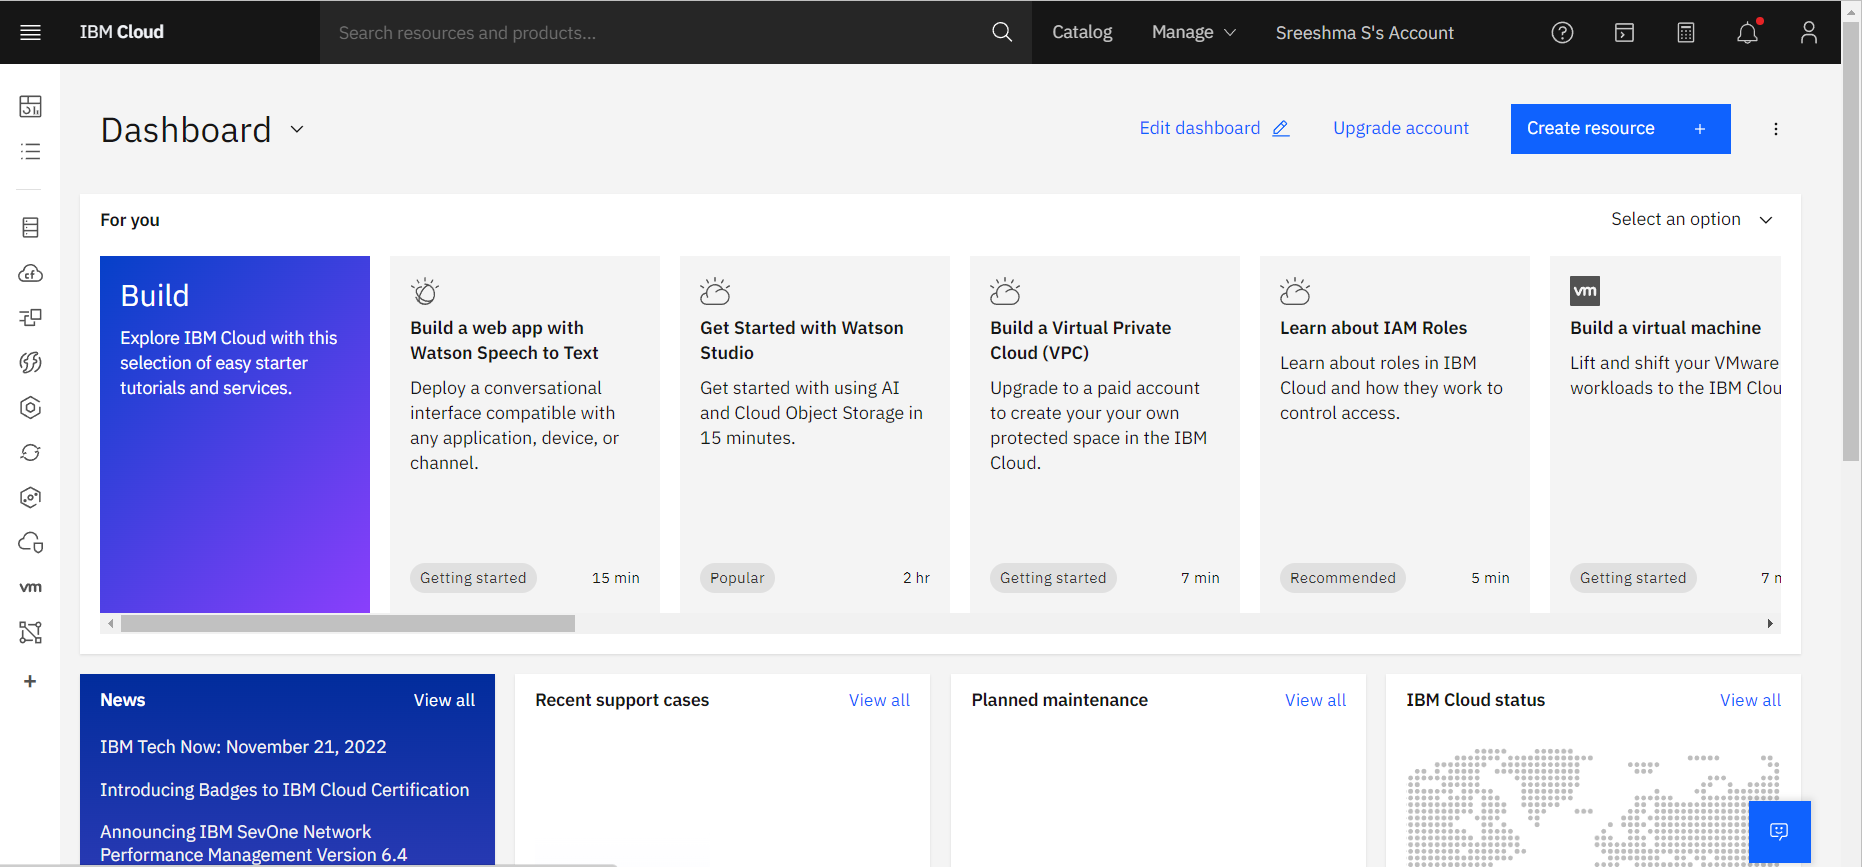 IBM Cloud
Search resources and products...
Catalog
Manage
Sreeshma S's Account
Dashboard
Edit dashboard
Upgrade account
Create resource +
For you
Select an option
Build
Explore IBM Cloud with this
selection of easy starter
tutorials and services.
Build a web app with
Watson Speech to Text
Deploy a conversational
interface compatible with
any application, device, or
channel.
Getting started
15 min
Get Started with Watson
Studio
Get started with using AI
and Cloud Object Storage in
15 minutes.
Popular
2 hr
Build a Virtual Private
Cloud (VPC)
Upgrade to a paid account
to create your your own
protected space in the IBM
Cloud.
Getting started
7 min
Learn about IAM Roles
Learn about roles in IBM
Cloud and how they work to
control access.
Recommended
5 min
vm
Build a virtual machine
Lift and shift your VMware
workloads to the IBM Clou
Getting started
7 m
cf
vm
News
View all
IBM Tech Now: November 21, 2022
Introducing Badges to IBM Cloud Certification
Announcing IBM SevOne Network
Performance Management Version 6.4
Recent support cases
View all
Planned maintenance
View all
IBM Cloud status
View all